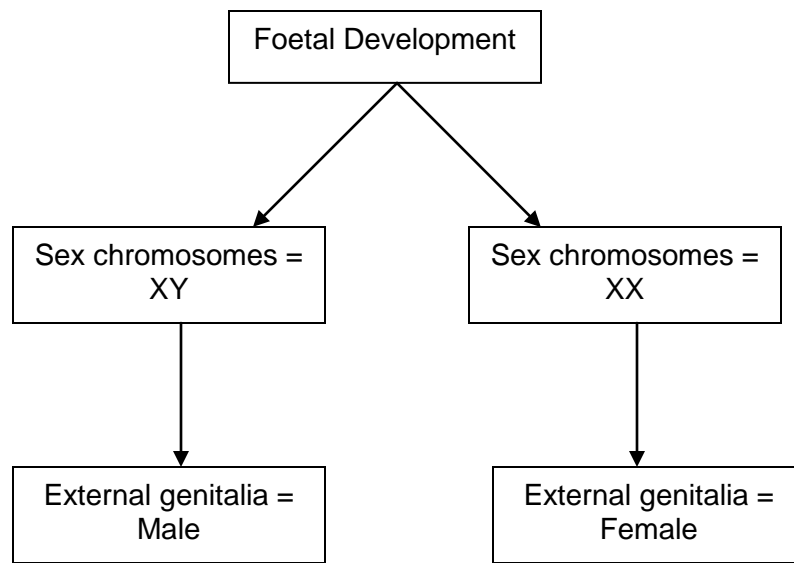 Foetal Development
Sex chromosomes =
XY
Sex chromosomes =
XX
External genitalia =
Male
External genitalia =
Female